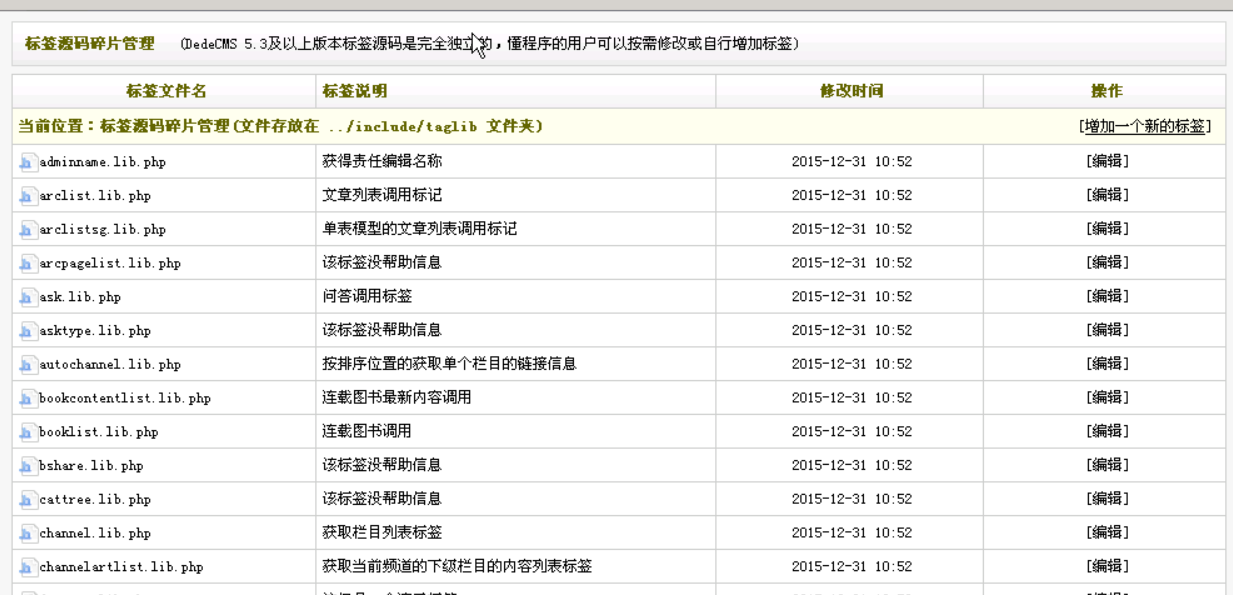 标签源码碎片管理 (DedeCMS 5.3及以上版本标签源码是完全独立的，懂程序的用户可以按需修改或自行增加标签)
标签文件名 标签说明 修改时间 操作
当前位置：标签源码碎片管理(文件存放在 ../include/taglib 文件夹) [增加一个新的标签]
adminname.lib.php 获得责任编辑名称 2015-12-31 10:52 [编辑]
arclist.lib.php 文章列表调用标记 2015-12-31 10:52 [编辑]
arclistsg.lib.php 单表模型的文章列表调用标记 2015-12-31 10:52 [编辑]
arcpagelist.lib.php 该标签没帮助信息 2015-12-31 10:52 [编辑]
ask.lib.php 问答调用标签 2015-12-31 10:52 [编辑]
asktype.lib.php 该标签没帮助信息 2015-12-31 10:52 [编辑]
autochannel.lib.php 按排序位置的获取单个栏目的链接信息 2015-12-31 10:52 [编辑]
bookcontentlist.lib.php 连载图书最新内容调用 2015-12-31 10:52 [编辑]
booklist.lib.php 连载图书调用 2015-12-31 10:52 [编辑]
bshare.lib.php 该标签没帮助信息 2015-12-31 10:52 [编辑]
cattree.lib.php 该标签没帮助信息 2015-12-31 10:52 [编辑]
channel.lib.php 获取栏目列表标签 2015-12-31 10:52 [编辑]
channelartlist.lib.php 获取当前频道的下级栏目的内容列表标签 2015-12-31 10:52 [编辑]